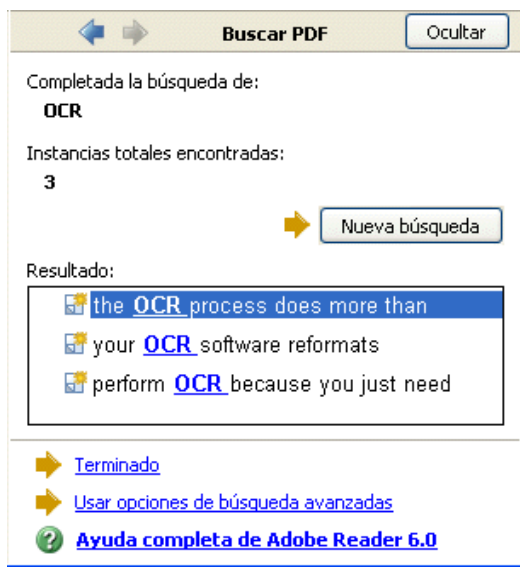 Buscar PDF
Ocultar
Completada la búsqueda de:
OCR
Instancias totales encontradas:
3
Nueva búsqueda
Resultado:
the OCR process does more than
your OCR software reformats
perform OCR because you just need
Terminado
Usar opciones de búsqueda avanzadas
Ayuda completa de Adobe Reader 6.0